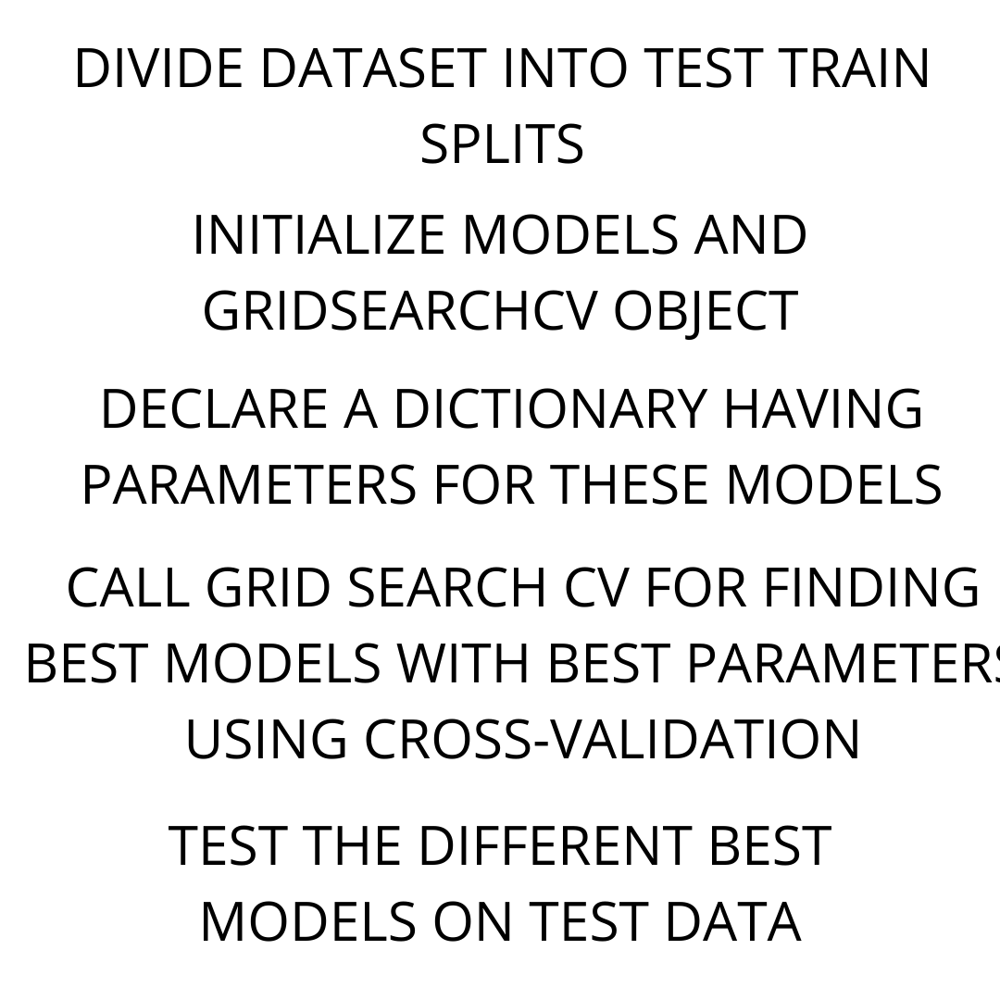 DIVIDE DATASET INTO TEST TRAIN
SPLITS
INITIALIZE MODELS AND
GRIDSEARCHCV OBJECT
DECLARE A DICTIONARY HAVING
PARAMETERS FOR THESE MODELS
CALL GRID SEARCH CV FOR FINDING
BEST MODELS WITH BEST PARAMETERS
USING CROSS-VALIDATION
TEST THE DIFFERENT BEST
MODELS ON TEST DATA